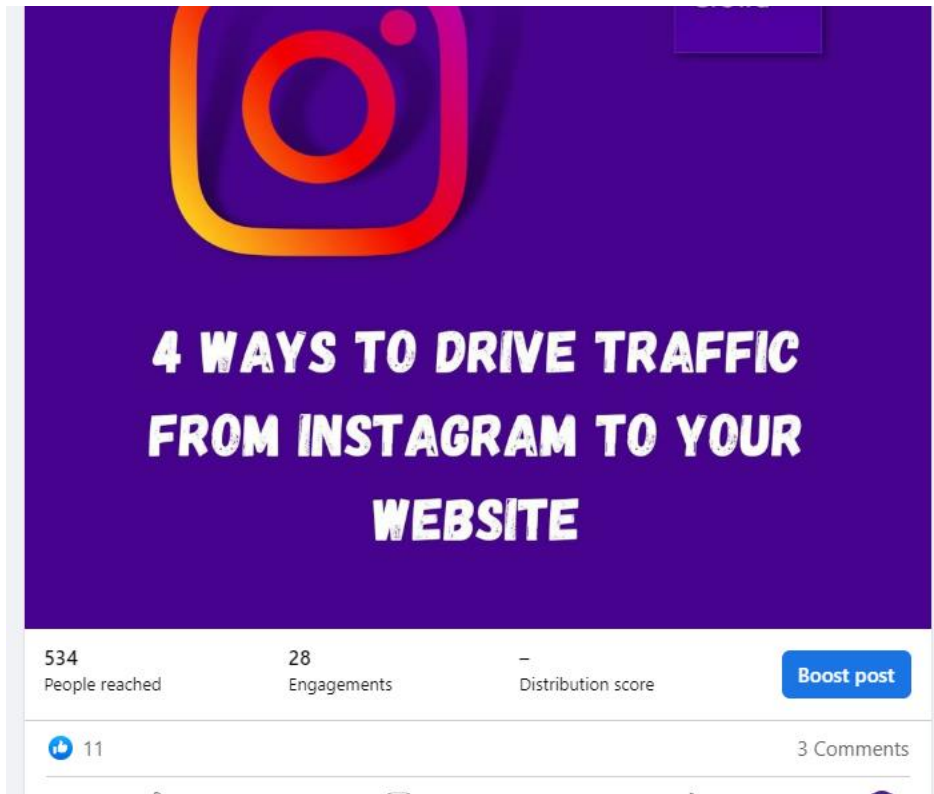 4 WAYS TO DRIVE TRAFFIC
FROM INSTAGRAM TO YOUR
WEBSITE
534
People reached
28
Engagements
–
Distribution score
Boost post
11
3 Comments